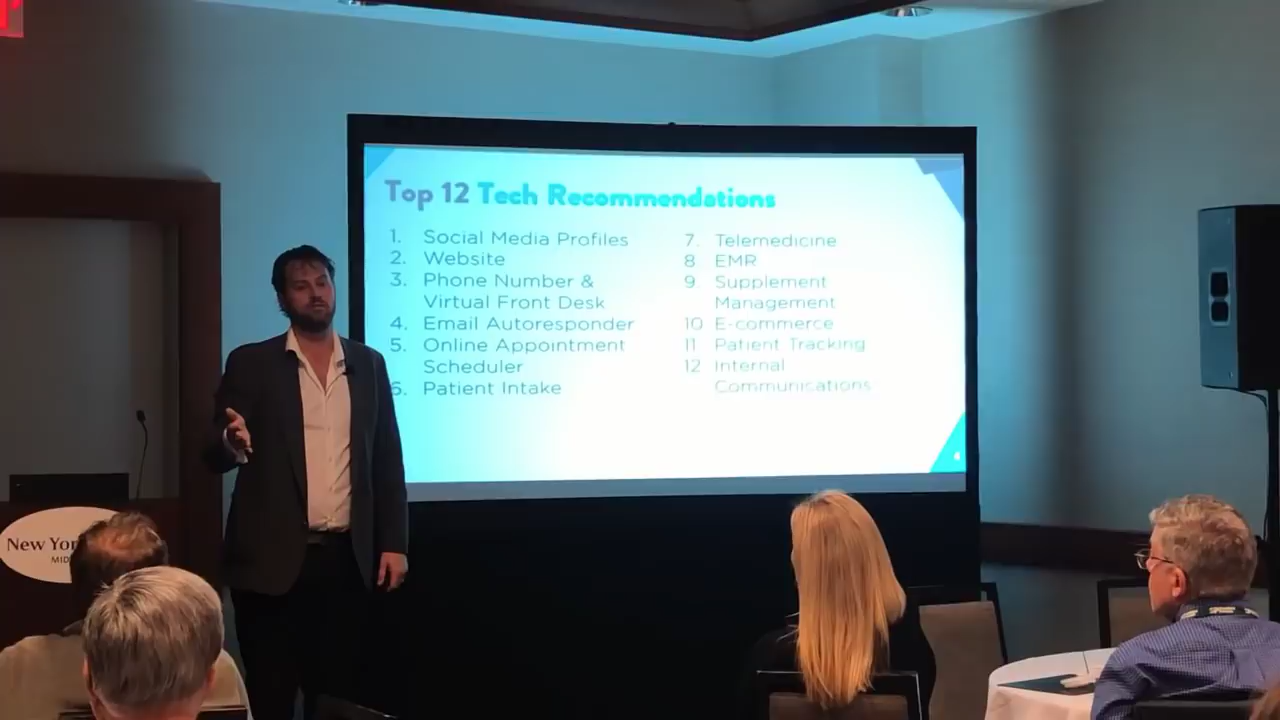 Top 12 Tech Recommendations
1. Social Media Profiles
2. Website
3. Phone Number &
Virtual Front Desk
4. Email Autoresponder
5. Online Appointment
Scheduler
6. Patient Intake
7. Telemedicine
8 EMR
9. Supplement
Management
10 E-commerce
11 Patient Tracking
12 Internal
Communications
4
New